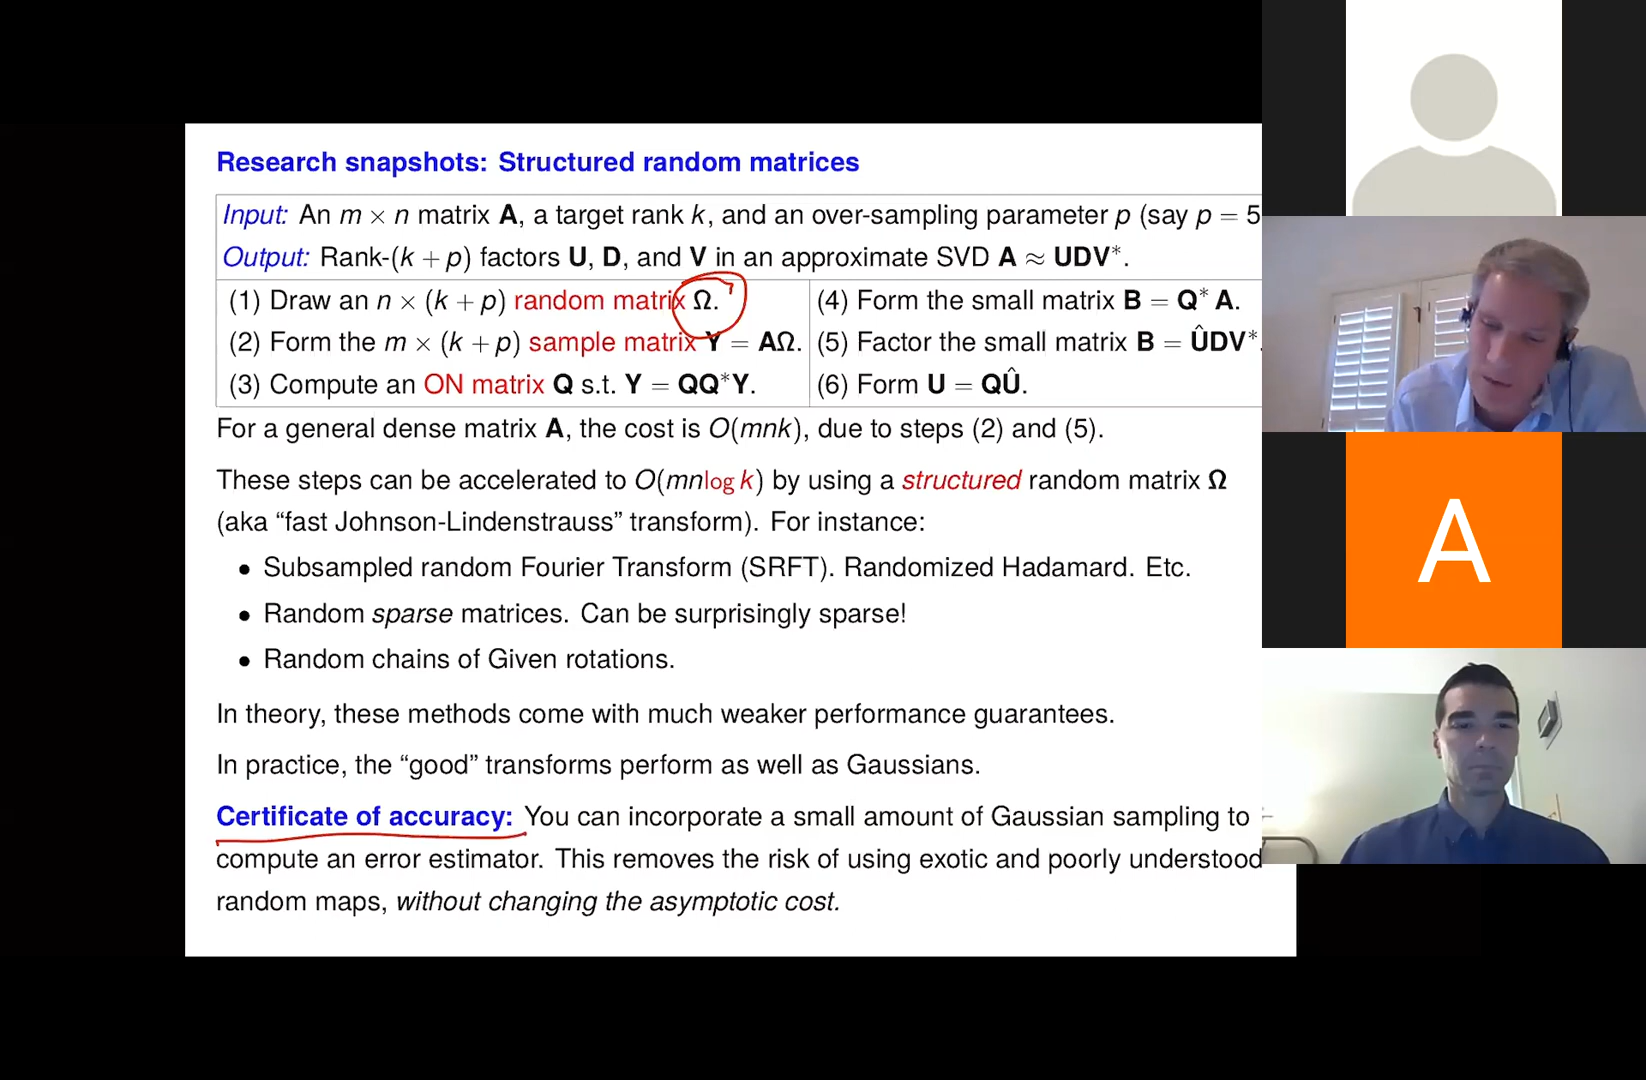 Research snapshots: Structured random matrices
Input: An m × n matrix A, a target rank k, and an over-sampling parameter p (say p = 5
Output: Rank-(k + p) factors U, D, and V in an approximate SVD A ≈ UDV*.
(1) Draw an n × (k + p) random matrix Ω.
(2) Form the m × (k + p) sample matrix Y = AΩ.
(3) Compute an ON matrix Q s.t. Y = QQ*Y.
(4) Form the small matrix B = Q* A.
(5) Factor the small matrix B = ÛDV*.
(6) Form U = QÛ.
For a general dense matrix A, the cost is O(mnk), due to steps (2) and (5).
These steps can be accelerated to O(mn log k) by using a structured random matrix Ω
(aka “fast Johnson-Lindenstrauss” transform). For instance:
• Subsampled random Fourier Transform (SRFT). Randomized Hadamard. Etc.
• Random sparse matrices. Can be surprisingly sparse!
• Random chains of Given rotations.
In theory, these methods come with much weaker performance guarantees.
In practice, the “good” transforms perform as well as Gaussians.
Certificate of accuracy: You can incorporate a small amount of Gaussian sampling to
compute an error estimator. This removes the risk of using exotic and poorly understood
random maps, without changing the asymptotic cost.
A